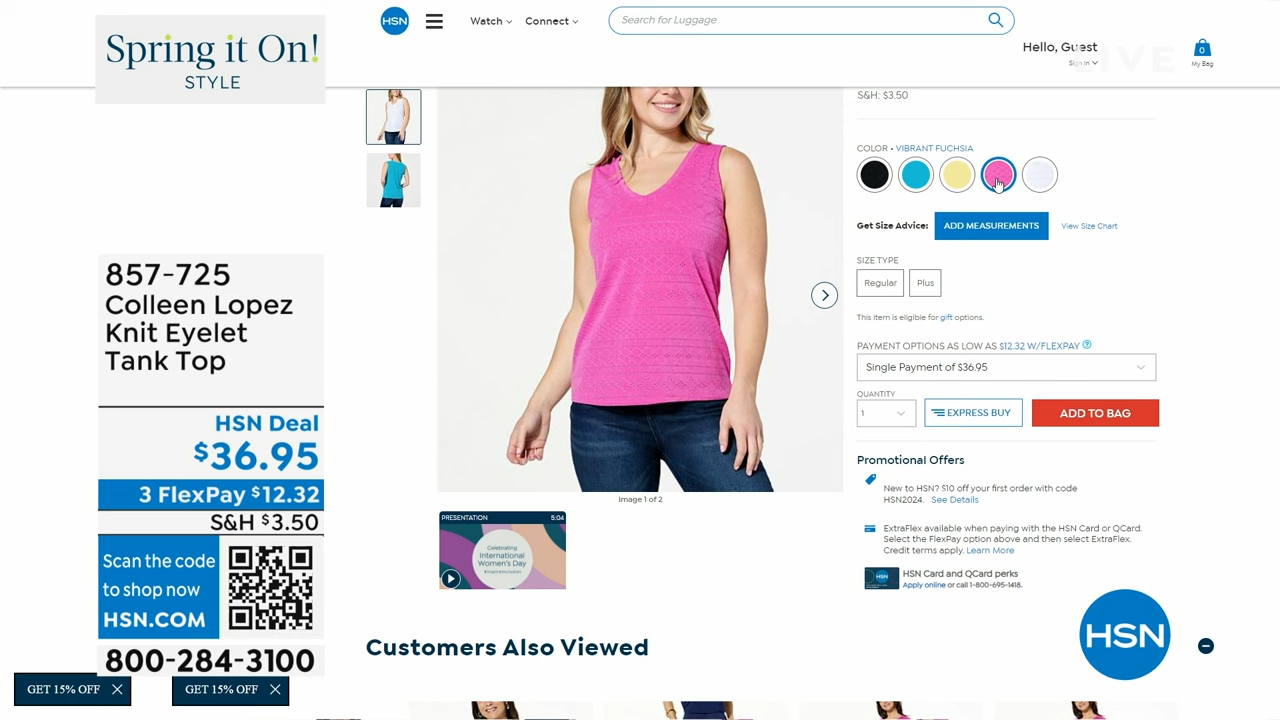 Spring it On!
STYLE
HSN
Watch
Connect
Search for Luggage
Hello, Guest
Sign In
LIVE
0
My Bag
S&H: $3.50
COLOR • VIBRANT FUCHSIA
Get Size Advice:
ADD MEASUREMENTS
View Size Chart
SIZE TYPE
Regular
Plus
This item is eligible for gift options.
PAYMENT OPTIONS AS LOW AS $12.32 W/FLEXPAY
Single Payment of $36.95
QUANTITY
1
EXPRESS BUY
ADD TO BAG
Promotional Offers
New to HSN? $10 off your first order with code
HSN2024. See Details
ExtraFlex available when paying with the HSN Card or QCard.
Select the FlexPay option above and then select ExtraFlex.
Credit terms apply. Learn More
HSN
HSN Card and QCard perks
Apply online or call 1-800-695-1418.
Image 1 of 2
PRESENTATION 5:04
Celebrating
International
Women's Day
#InspireInclusion
857-725
Colleen Lopez
Knit Eyelet
Tank Top
HSN Deal
$36.95
3 FlexPay $12.32
S&H $3.50
Scan the code
to shop now
HSN.COM
800-284-3100
GET 15% OFF
GET 15% OFF
Customers Also Viewed
HSN